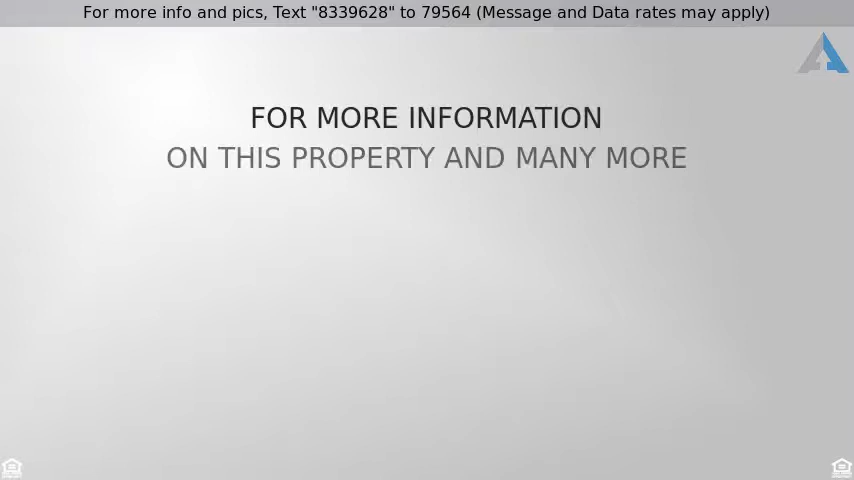 For more info and pics, Text "8339628" to 79564 (Message and Data rates may apply)
FOR MORE INFORMATION
ON THIS PROPERTY AND MANY MORE